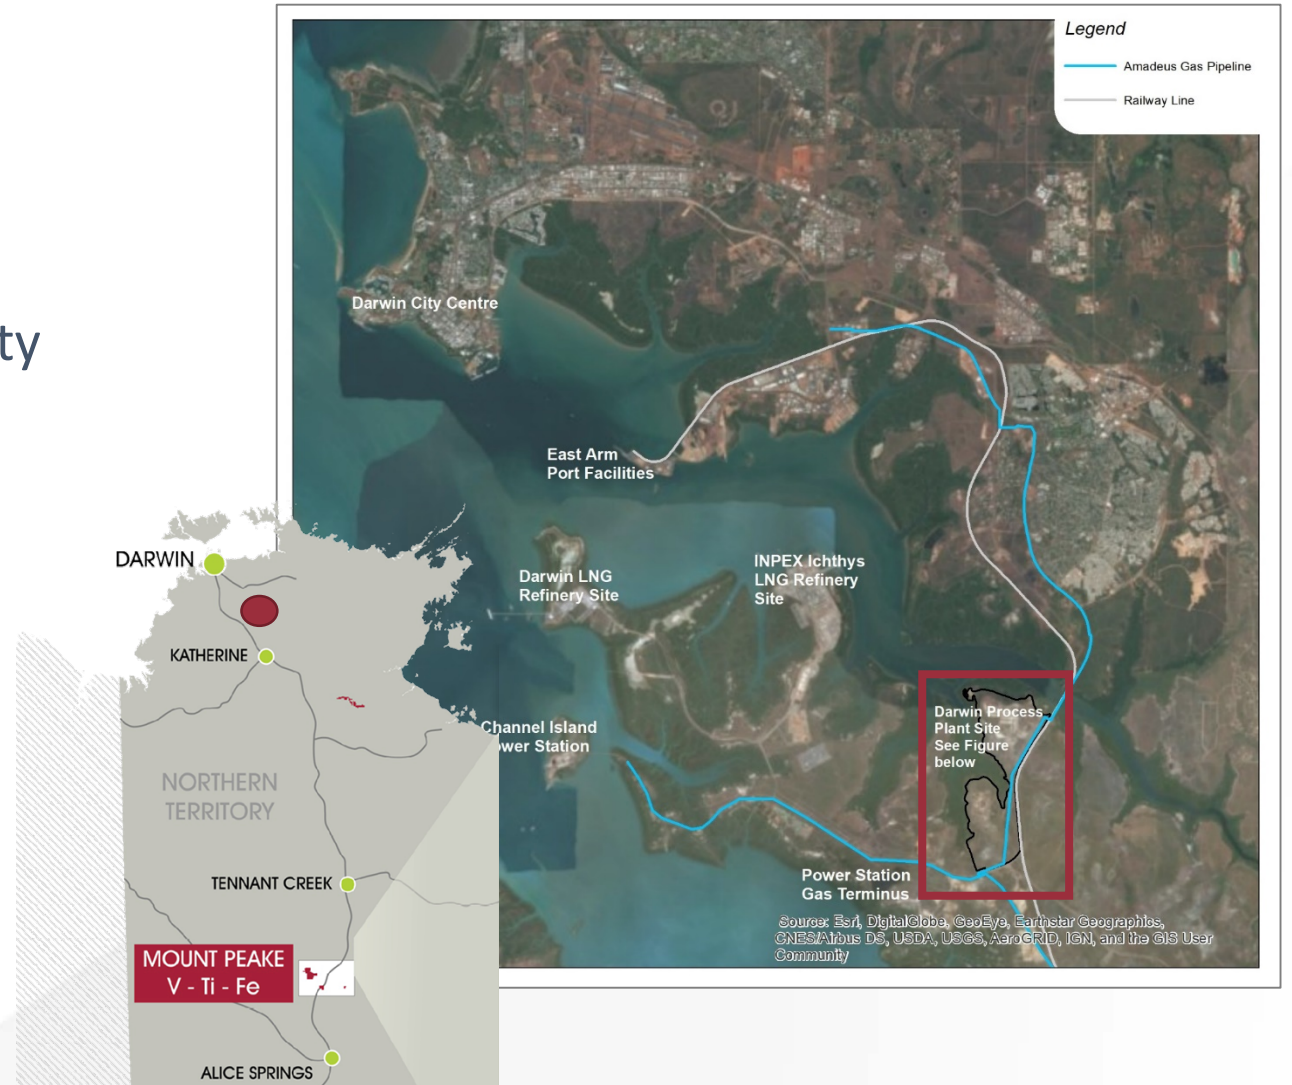 Legend
Amadeus Gas Pipeline
Railway Line
ty
Darwin City Centre
East Arm
Port Facilities
Darwin LNG
Refinery Site
INPEX Ichthys
LNG Refinery
Site
Channel Island
ower Station
Darwin Process
Plant Site
See Figure
below
Power Station
Gas Terminus
Source: Esri, DigitalGlobe, GeoEye, Earthstar Geographics,
CNES/Airbus DS, USDA, USGS, AeroGRID, IGN, and the GIS User
Community
DARWIN
KATHERINE
NORTHERN
TERRITORY
TENNANT CREEK
MOUNT PEAKE
V - Ti - Fe
ALICE SPRINGS